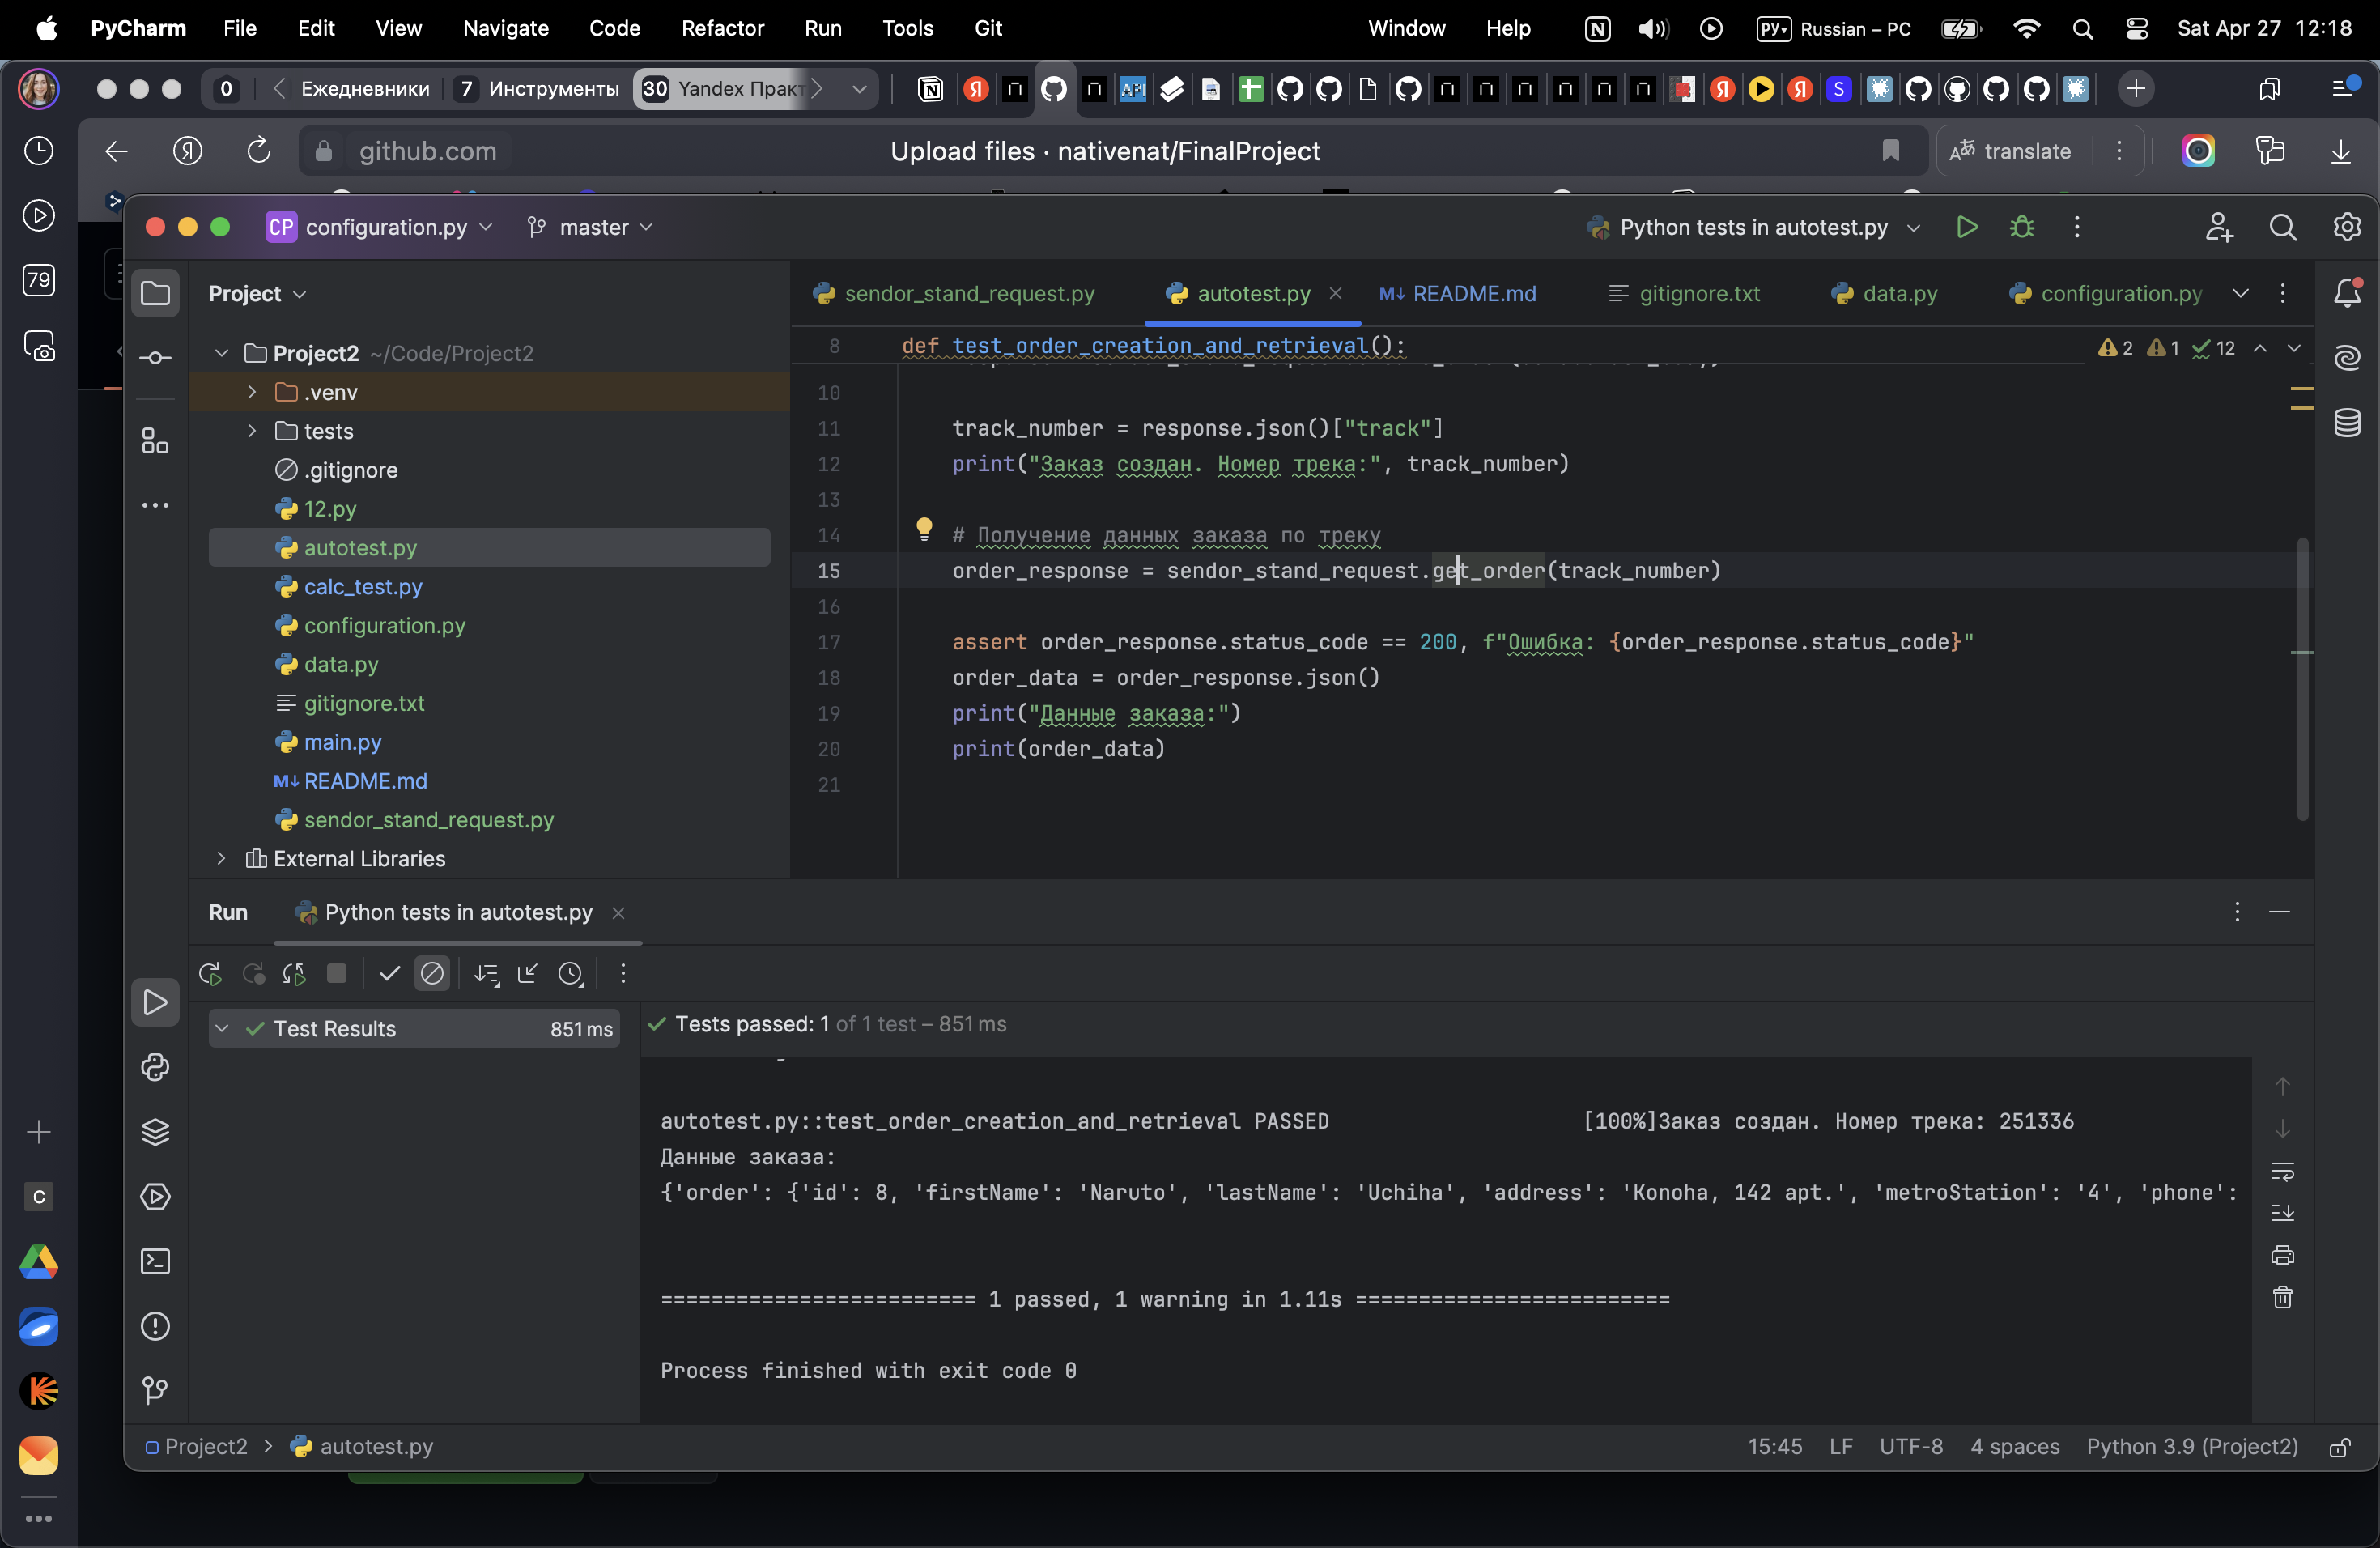 PyCharm File Edit View Navigate Code Refactor Run Tools Git Window Help РУ Russian – PC Sat Apr 27 12:18
0 Ежедневники 7 Инструменты 30 Yandex Практ
github.com Upload files · nativenat/FinalProject translate
79
CP configuration.py master Python tests in autotest.py
Project
sendor_stand_request.py autotest.py README.md gitignore.txt data.py configuration.py
Project2 ~/Code/Project2
.venv
tests
.gitignore
12.py
autotest.py
calc_test.py
configuration.py
data.py
gitignore.txt
main.py
README.md
sendor_stand_request.py
External Libraries
8 def test_order_creation_and_retrieval():
2 1 12
10
11 track_number = response.json()["track"]
12 print("Заказ создан. Номер трека:", track_number)
13
14 # Получение данных заказа по треку
15 order_response = sendor_stand_request.get_order(track_number)
16
17 assert order_response.status_code == 200, f"Ошибка: {order_response.status_code}"
18 order_data = order_response.json()
19 print("Данные заказа:")
20 print(order_data)
21
Run Python tests in autotest.py
Test Results 851 ms
Tests passed: 1 of 1 test – 851 ms
autotest.py::test_order_creation_and_retrieval PASSED [100%]Заказ создан. Номер трека: 251336
Данные заказа:
{'order': {'id': 8, 'firstName': 'Naruto', 'lastName': 'Uchiha', 'address': 'Konoha, 142 apt.', 'metroStation': '4', 'phone':
========================= 1 passed, 1 warning in 1.11s =========================
Process finished with exit code 0
C
Project2 > autotest.py 15:45 LF UTF-8 4 spaces Python 3.9 (Project2)